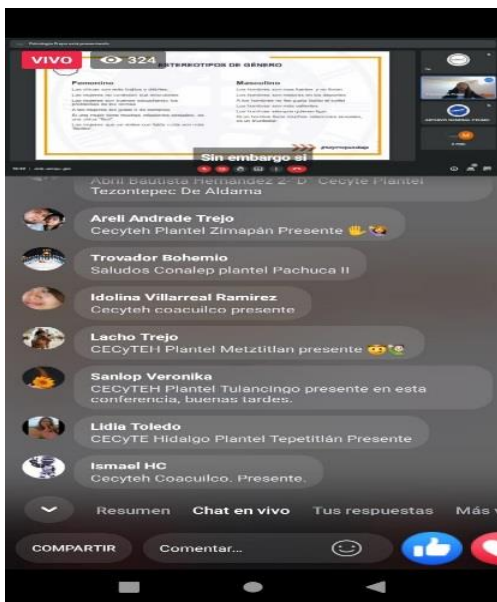 VIVO
324
ESTEREOTIPOS DE GÉNERO
Femenino
Masculino
Sin embargo si
Abril Bautista Hernandez 2- D Cecyte Plantel
Tezontepec De Aldama
Areli Andrade Trejo
Cecyteh Plantel Zimapán Presente 🖐🙋
Trovador Bohemio
Saludos Conalep plantel Pachuca II
Idolina Villarreal Ramirez
Cecyteh coacuilco presente
Lacho Trejo
CECyTEH Plantel Metztitlan presente 🤠🙋
Sanlop Veronika
CECyTEH Plantel Tulancingo presente en esta
conferencia, buenas tardes.
Lidia Toledo
CECyTE Hidalgo Plantel Tepetitlán Presente
Ismael HC
Cecyteh Coacuilco. Presente.
Resumen
Chat en vivo
Tus respuestas
Más
COMPARTIR
Comentar...